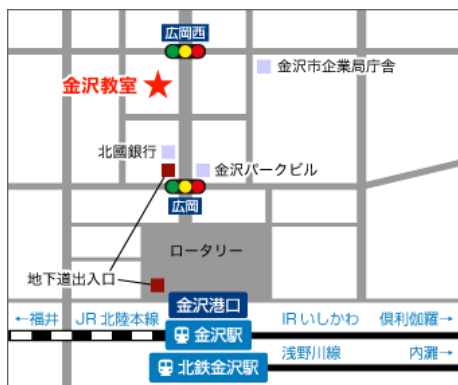 広岡西
金沢市企業局庁舎
金沢教室
北國銀行
金沢パークビル
広岡
ロータリー
地下道出入口
金沢港口
←福井 JR北陸本線
IRいしかわ 倶利伽羅→
金沢駅
浅野川線 内灘→
北鉄金沢駅